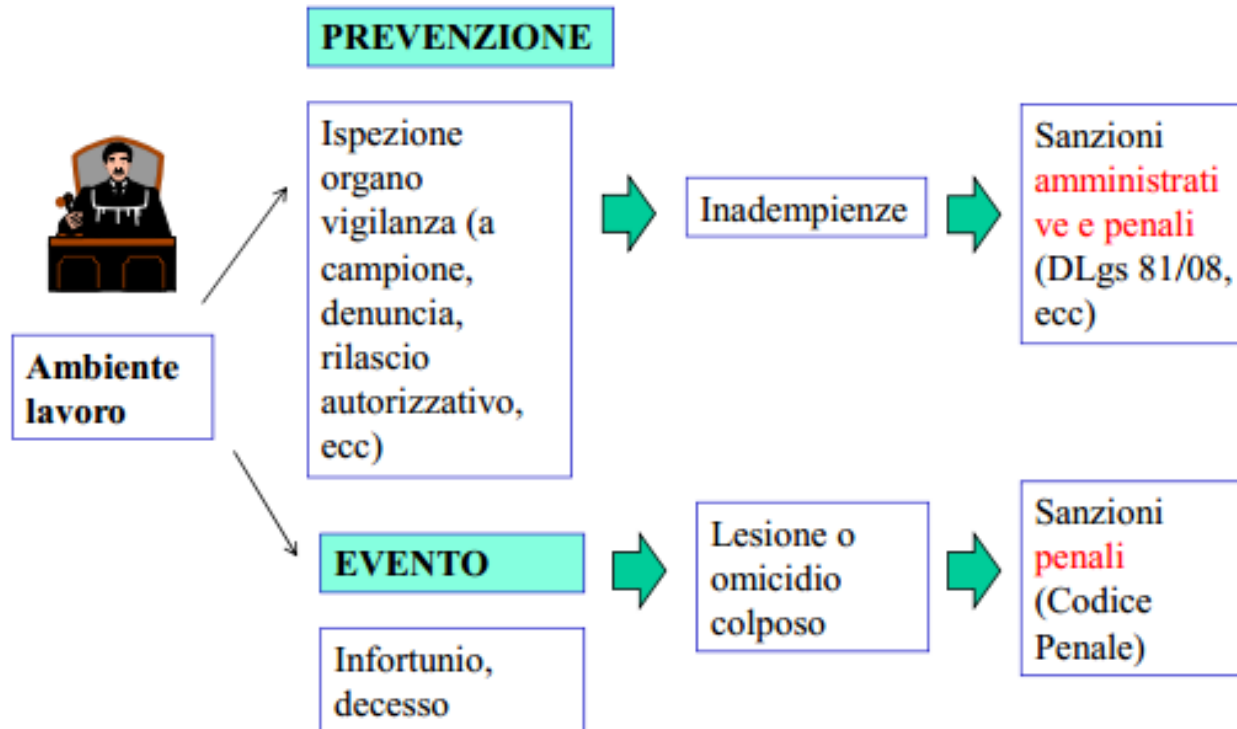 PREVENZIONE
Ispezione
organo
vigilanza (a
campione,
denuncia,
rilascio
autorizzativo,
ecc)
Inadempienze
Sanzioni
amministrati
ve e penali
(DLgs 81/08,
ecc)
Ambiente
lavoro
EVENTO
Infortunio,
decesso
Lesione o
omicidio
colposo
Sanzioni
penali
(Codice
Penale)